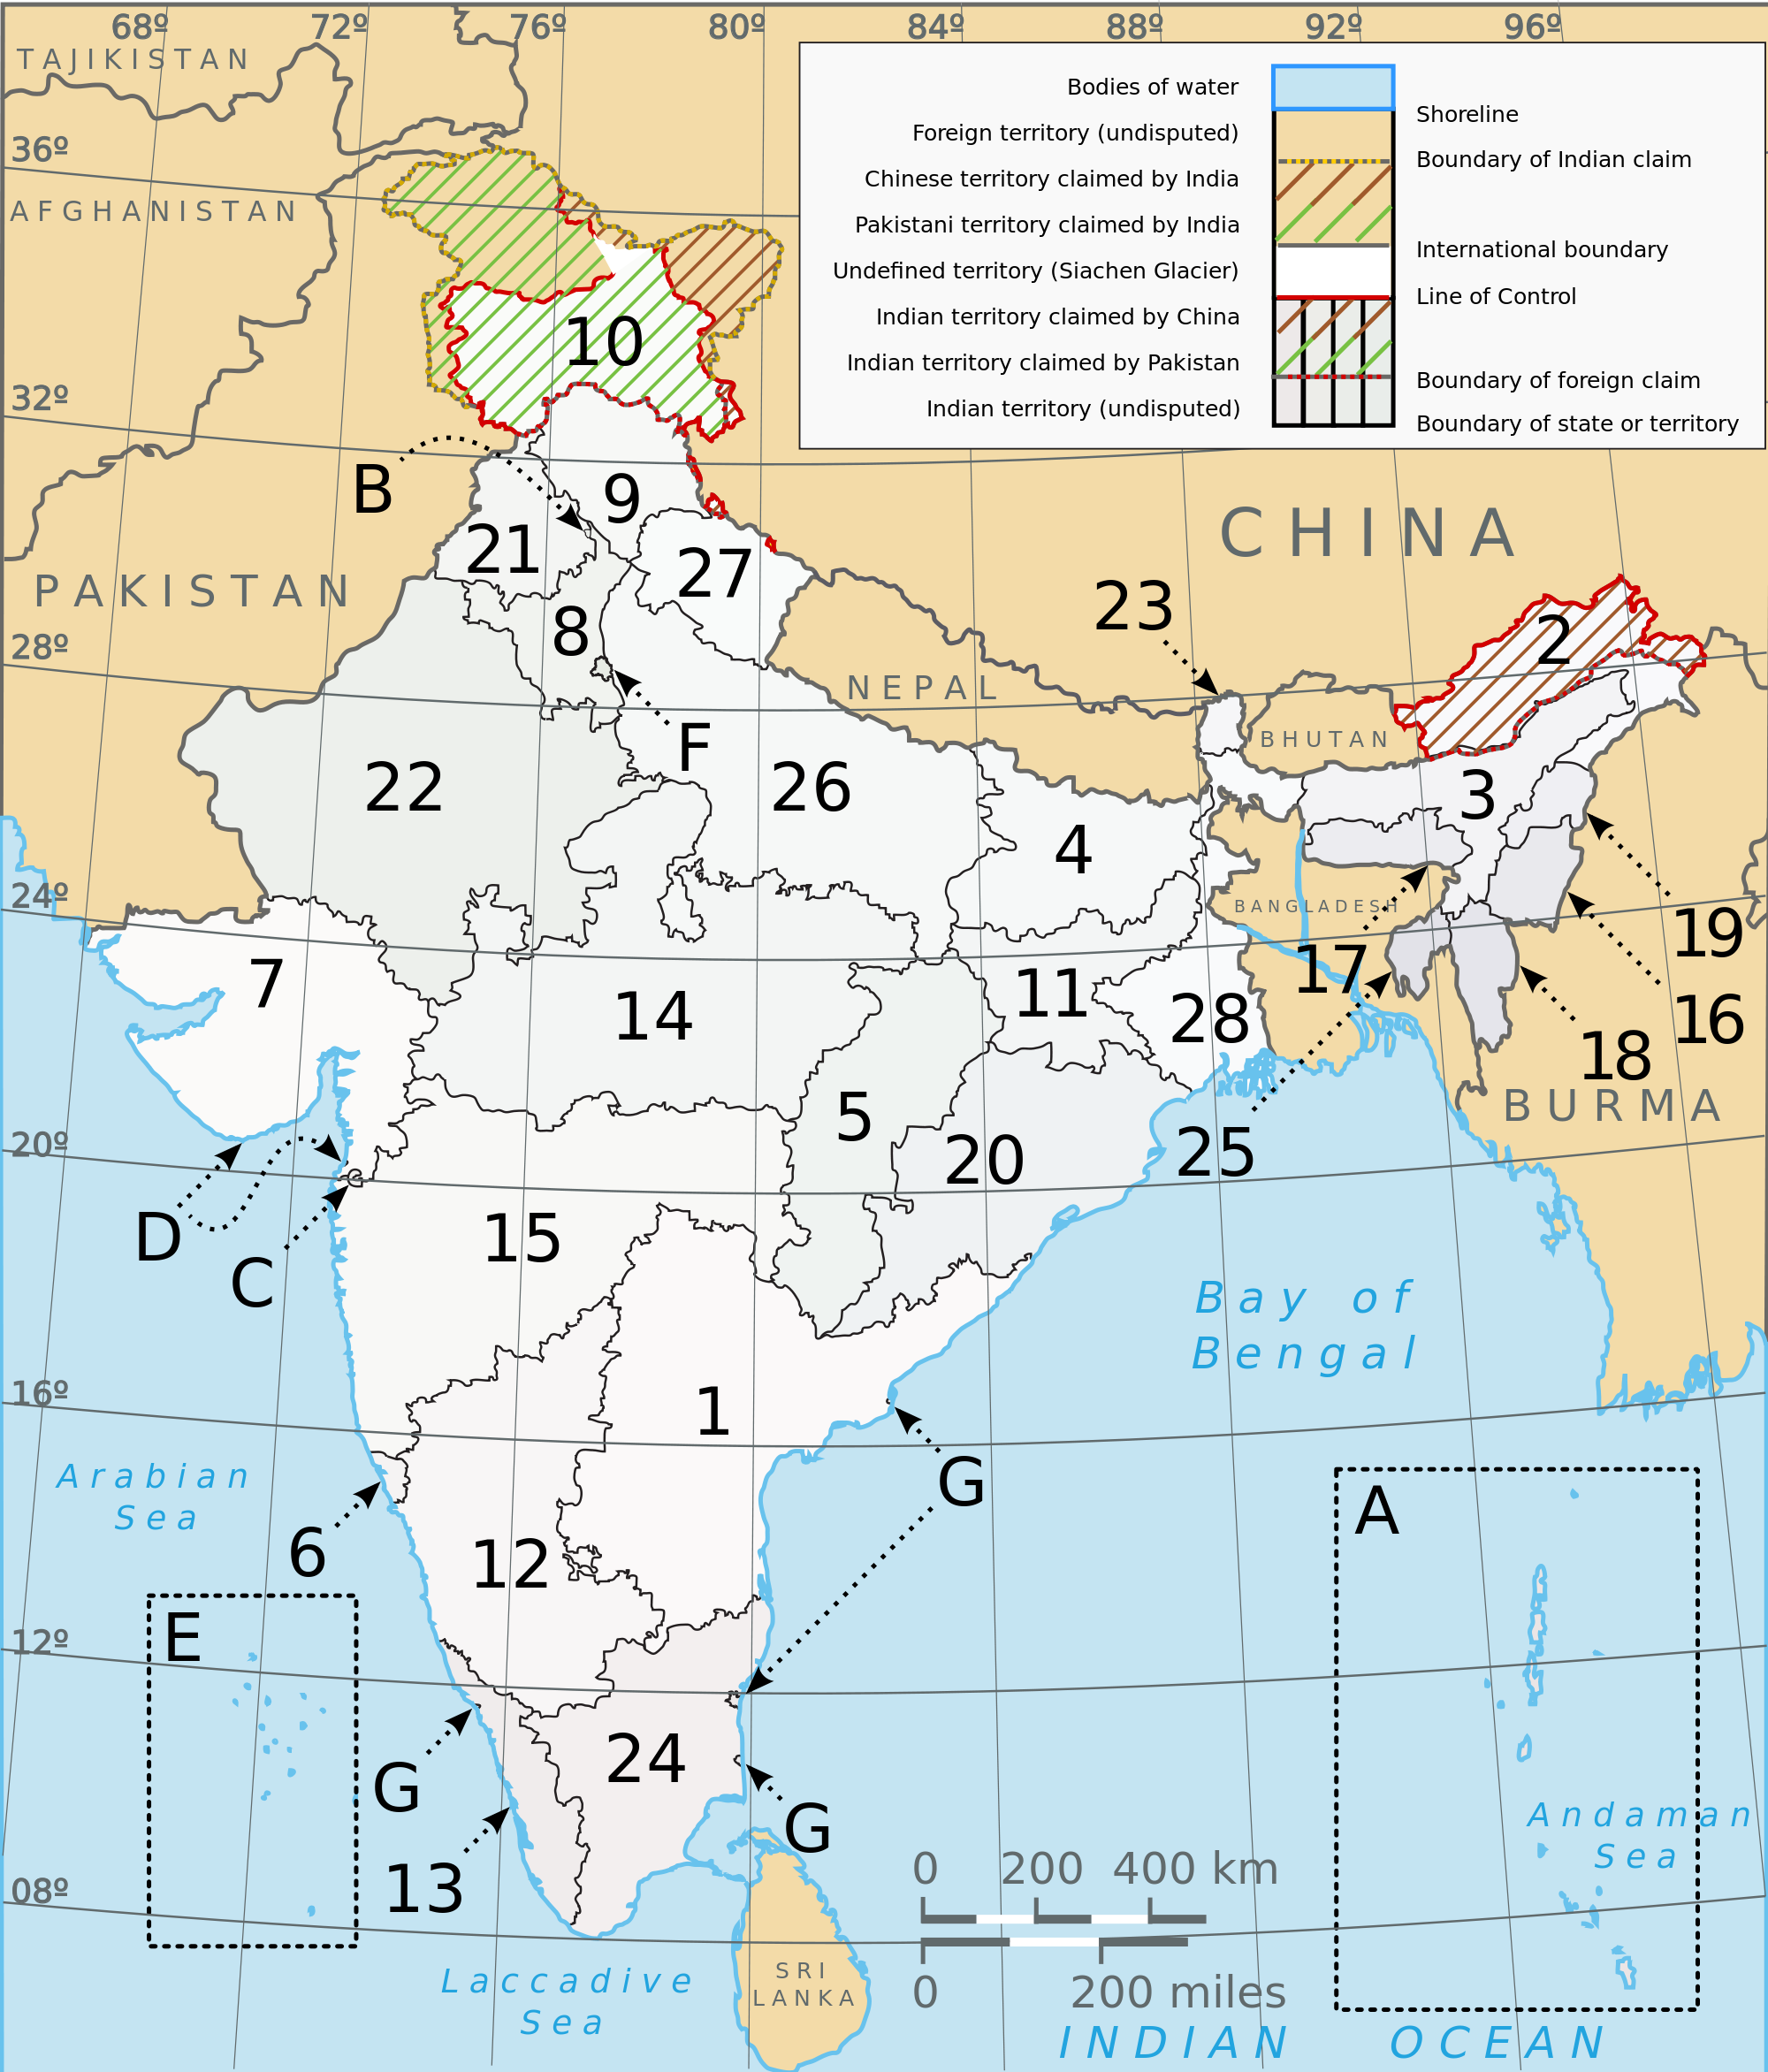 68º 72º 76º 80º 84º 88º 92º 96º
TAJIKISTAN
Bodies of water
Shoreline
Foreign territory (undisputed)
Boundary of Indian claim
36º
Chinese territory claimed by India
AFGHANISTAN
Pakistani territory claimed by India
International boundary
Undefined territory (Siachen Glacier)
Line of Control
Indian territory claimed by China
10
Indian territory claimed by Pakistan
Boundary of foreign claim
32º
Indian territory (undisputed)
Boundary of state or territory
B
9
CHINA
21
27
PAKISTAN
23
8
2
28º
NEPAL
F
BHUTAN
22
26
3
4
24º
BANGLADESH
19
17
7
11
14
28
16
18
BURMA
5
20º
20
25
D
15
C
Bay of
Bengal
16º
1
Arabian
Sea
G
A
6
12
E
12º
24
G
G
Andaman
Sea
13
08º
0 200 400 km
SRI
LANKA
Laccadive
Sea
0 200 miles
INDIAN OCEAN